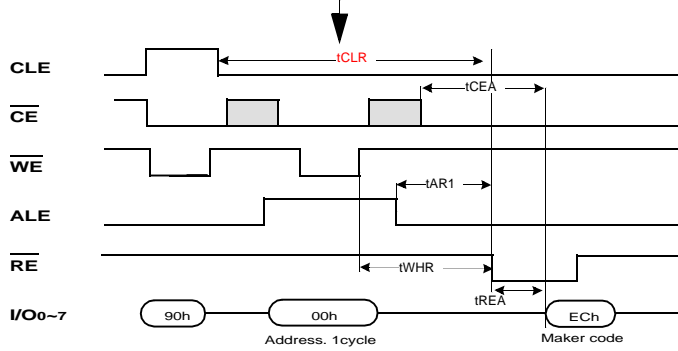 tCLR
CLE
tCEA
CE
WE
tAR1
ALE
tWHR
RE
tREA
I/O0~7
90h
00h
ECh
Address. 1cycle
Maker code